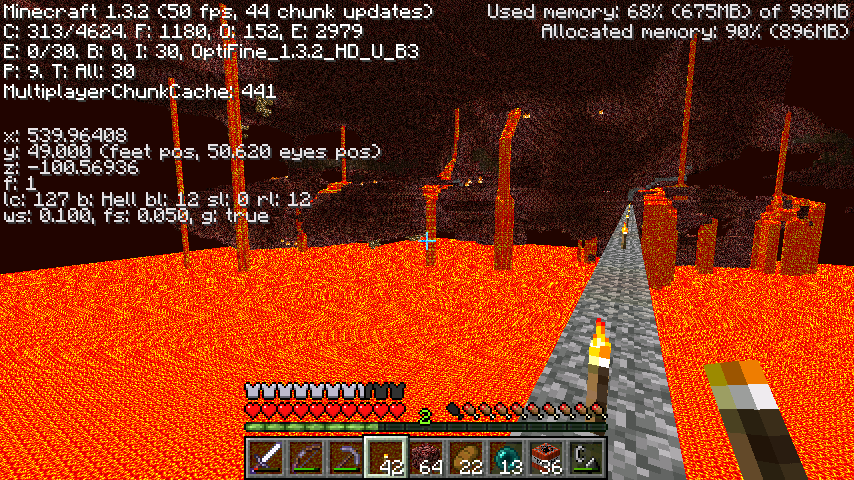 Minecraft 1.3.2 (50 fps, 44 chunk updates)
C: 313/4624, F: 1180, O: 152, E: 2979
E: 0/30. B: 0, I: 30, OptiFine_1.3.2_HD_U_B3
P: 9. T: All: 30
MultiplayerChunkCache: 441
Used memory: 68% (675MB) of 989MB
Allocated memory: 90% (896MB)
x: 539.96408
y: 49.000 (feet pos, 50.620 eyes pos)
z: -100.56936
f: 1
lc: 127 b: Hell bl: 12 sl: 0 rl: 12
ws: 0.100, fs: 0.050, g: true
2
42 64 22 13 36